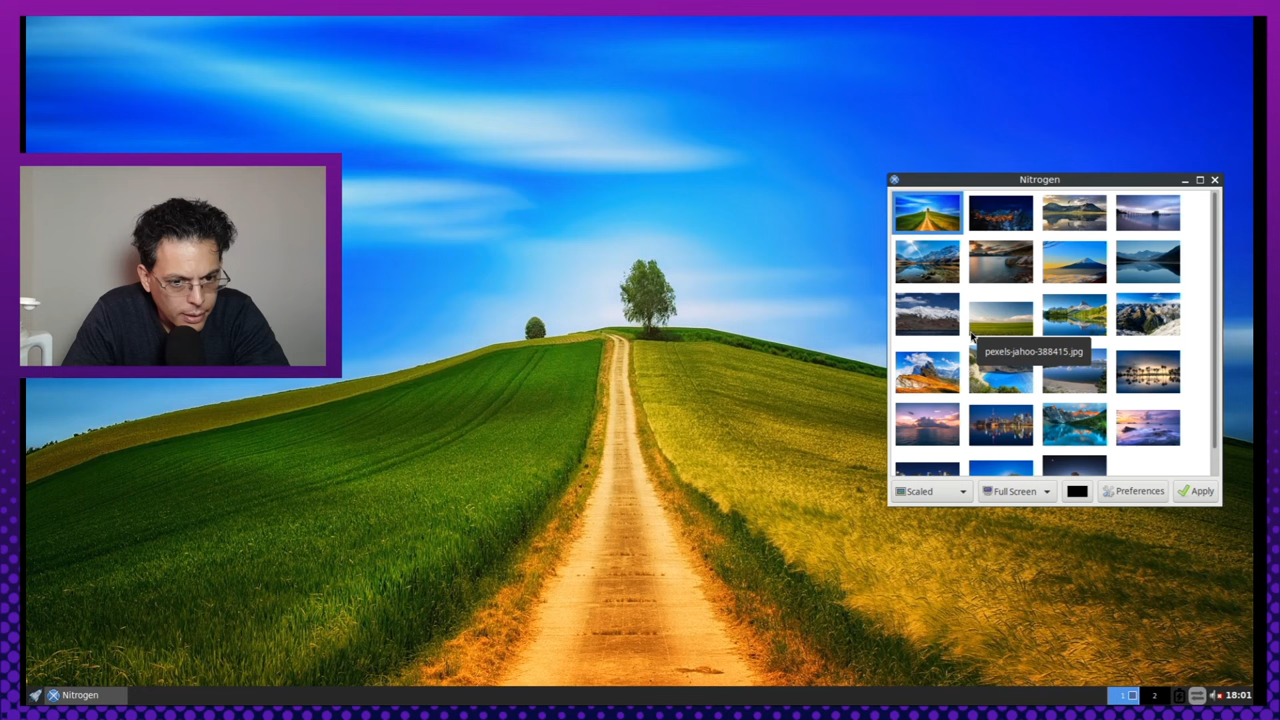 Nitrogen
pexels-jahoo-388415.jpg
Scaled
Full Screen
Preferences
Apply
Nitrogen
1
2
18:01